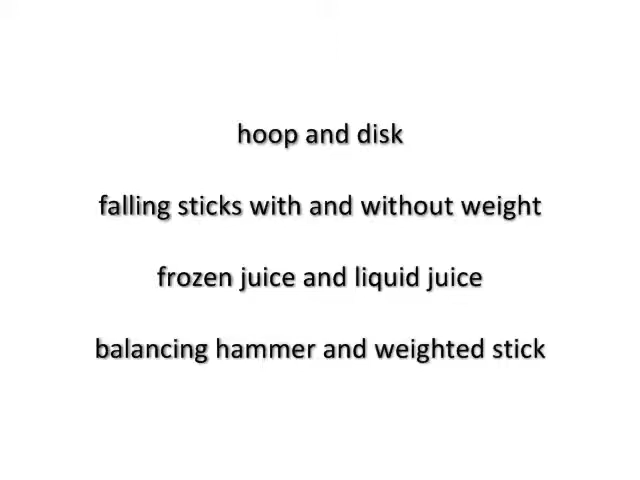 hoop and disk
falling sticks with and without weight
frozen juice and liquid juice
balancing hammer and weighted stick